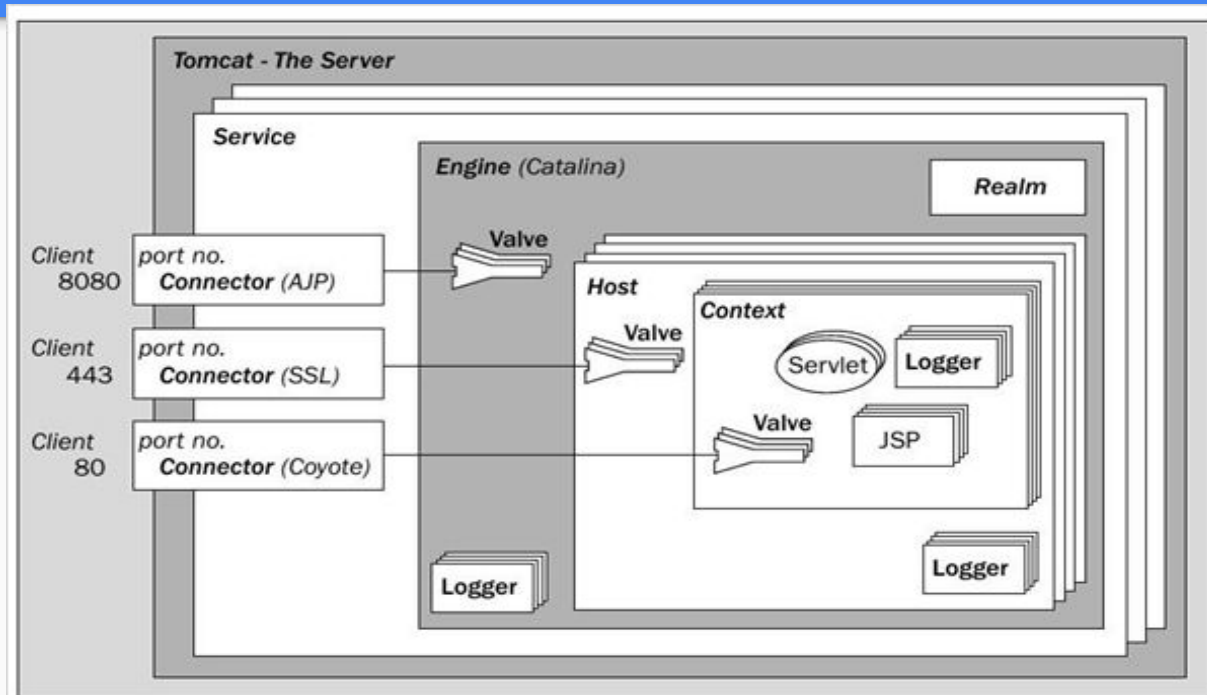 Tomcat - The Server
Service
Engine (Catalina)
Realm
Client
8080
port no.
Connector (AJP)
Valve
Host
Context
Client
443
port no.
Connector (SSL)
Valve
Servlet
Logger
Client
80
port no.
Connector (Coyote)
Valve
JSP
Logger
Logger